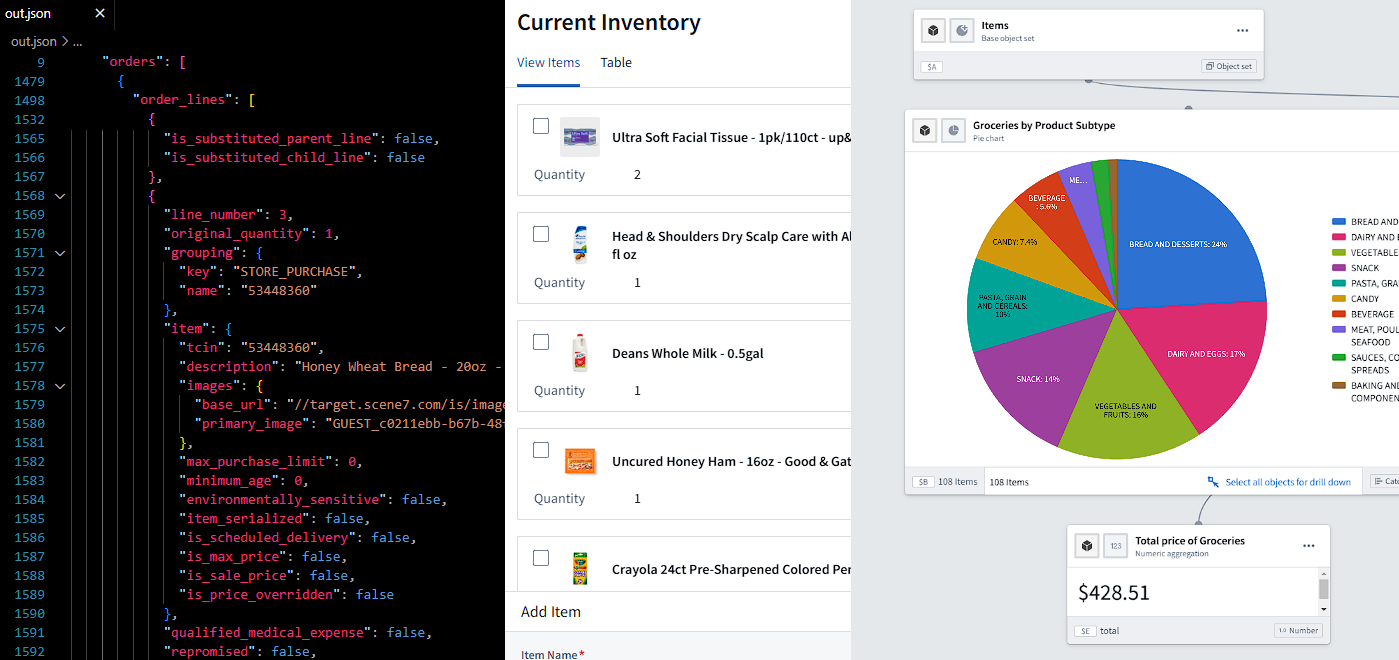 out.json
out.json > ...
9 "orders": [
1479 {
1498 "order_lines": [
1532 {
1565 "is_substituted_parent_line": false,
1566 "is_substituted_child_line": false
1567 },
1568 {
1569 "line_number": 3,
1570 "original_quantity": 1,
1571 "grouping": {
1572 "key": "STORE_PURCHASE",
1573 "name": "53448360"
1574 },
1575 "item": {
1576 "tcin": "53448360",
1577 "description": "Honey Wheat Bread - 20oz -
1578 "images": {
1579 "base_url": "//target.scene7.com/is/image
1580 "primary_image": "GUEST_c0211ebb-b67b-48
1581 },
1582 "max_purchase_limit": 0,
1583 "minimum_age": 0,
1584 "environmentally_sensitive": false,
1585 "item_serialized": false,
1586 "is_scheduled_delivery": false,
1587 "is_max_price": false,
1588 "is_sale_price": false,
1589 "is_price_overridden": false
1590 },
1591 "qualified_medical_expense": false,
1592 "repromised": false,
Current Inventory
View Items Table
Ultra Soft Facial Tissue - 1pk/110ct - up&
Quantity 2
Head & Shoulders Dry Scalp Care with Al
fl oz
Quantity 1
Deans Whole Milk - 0.5gal
Quantity 1
Uncured Honey Ham - 16oz - Good & Gat
Quantity 1
Crayola 24ct Pre-Sharpened Colored Per
Add Item
Item Name*
Items
Base object set
$A Object set
Groceries by Product Subtype
Pie chart
ME...
BEVERAGE
: 5.6%
CANDY: 7.4%
BREAD AND DESSERTS: 24%
PASTA, GRAIN
AND CEREALS:
10%
DAIRY AND EGGS: 17%
SNACK: 14%
VEGETABLES AND
FRUITS: 16%
BREAD AND
DAIRY AND E
VEGETABLE
SNACK
PASTA, GRA
CANDY
BEVERAGE
MEAT, POUL
SEAFOOD
SAUCES, CO
SPREADS
BAKING AND
COMPONEN
$B 108 Items 108 Items Select all objects for drill down Cate
123 Total price of Groceries
Numeric aggregation
$428.51
$E total 1.0 Number